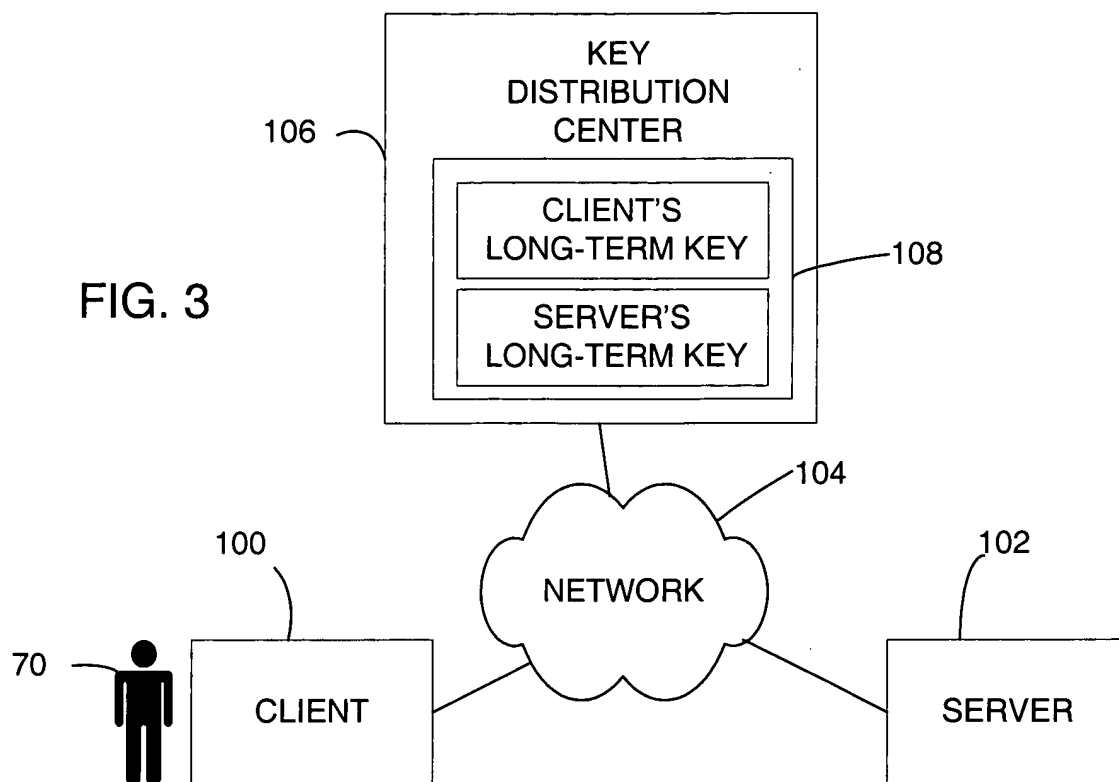 KEY
DISTRIBUTION
CENTER
106
CLIENT'S
LONG-TERM KEY
108
FIG. 3
SERVER'S
LONG-TERM KEY
104
100
102
NETWORK
70
CLIENT
SERVER